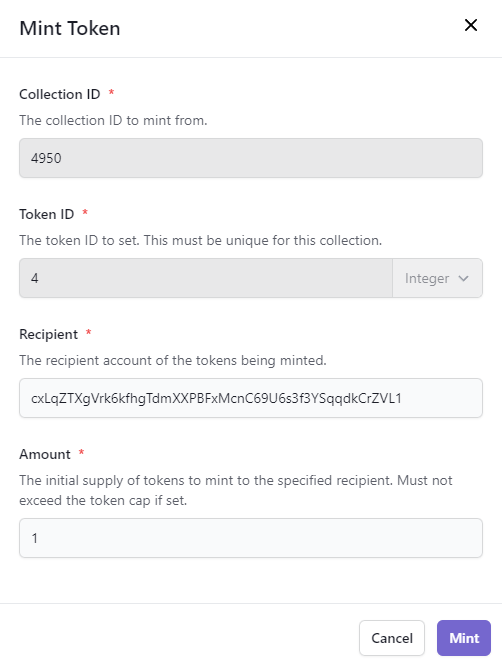 Mint Token
Collection ID *
The collection ID to mint from.
4950
Token ID *
The token ID to set. This must be unique for this collection.
4
Integer
Recipient *
The recipient account of the tokens being minted.
cxLqZTXgVrk6kfhgTdmXXPBFxMcnC69U6s3f3YSqqdkCrZVL1
Amount *
The initial supply of tokens to mint to the specified recipient. Must not
exceed the token cap if set.
1
Cancel
Mint